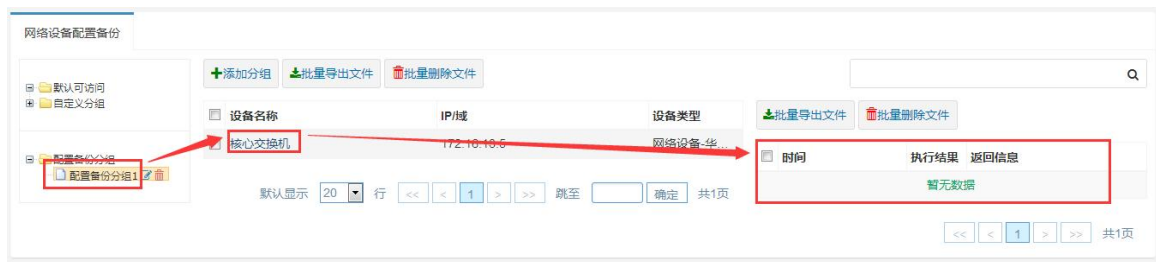 网络设备配置备份
默认可访问
自定义分组
配置备份分组
配置备份分组1
添加分组 批量导出文件 批量删除文件
设备名称 IP/域 设备类型
核心交换机 172.16.10.5 网络设备-华...
默认显示 20 行 << < 1 > >> 跳至 确定 共1页
批量导出文件 批量删除文件
时间 执行结果 返回信息
暂无数据
<< < 1 > >> 共1页